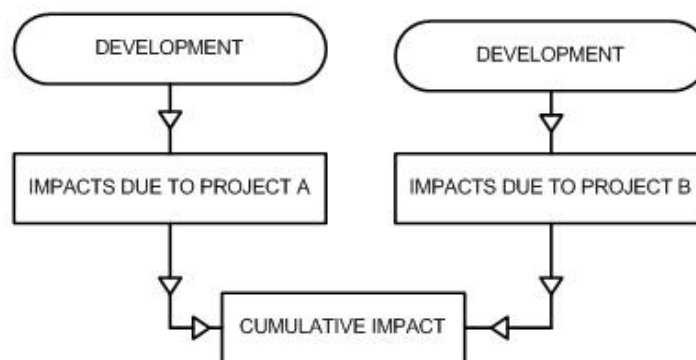 DEVELOPMENT
DEVELOPMENT
IMPACTS DUE TO PROJECT A
IMPACTS DUE TO PROJECT B
CUMULATIVE IMPACT